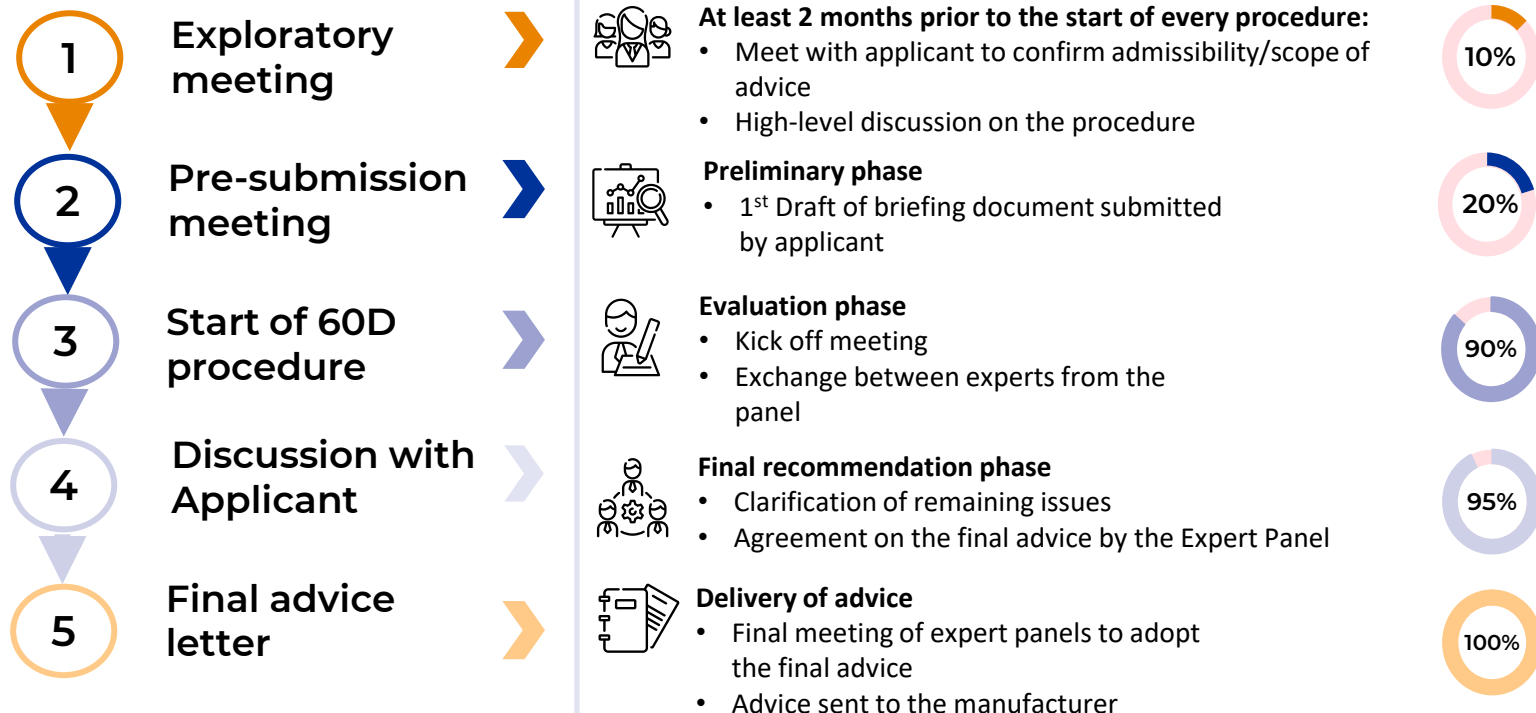 1
Exploratory
meeting
At least 2 months prior to the start of every procedure:
• Meet with applicant to confirm admissibility/scope of
advice
• High-level discussion on the procedure
10%
2
Pre-submission
meeting
Preliminary phase
• 1st Draft of briefing document submitted
by applicant
20%
3
Start of 60D
procedure
Evaluation phase
• Kick off meeting
• Exchange between experts from the
panel
90%
4
Discussion with
Applicant
Final recommendation phase
• Clarification of remaining issues
• Agreement on the final advice by the Expert Panel
95%
5
Final advice
letter
Delivery of advice
• Final meeting of expert panels to adopt
the final advice
• Advice sent to the manufacturer
100%